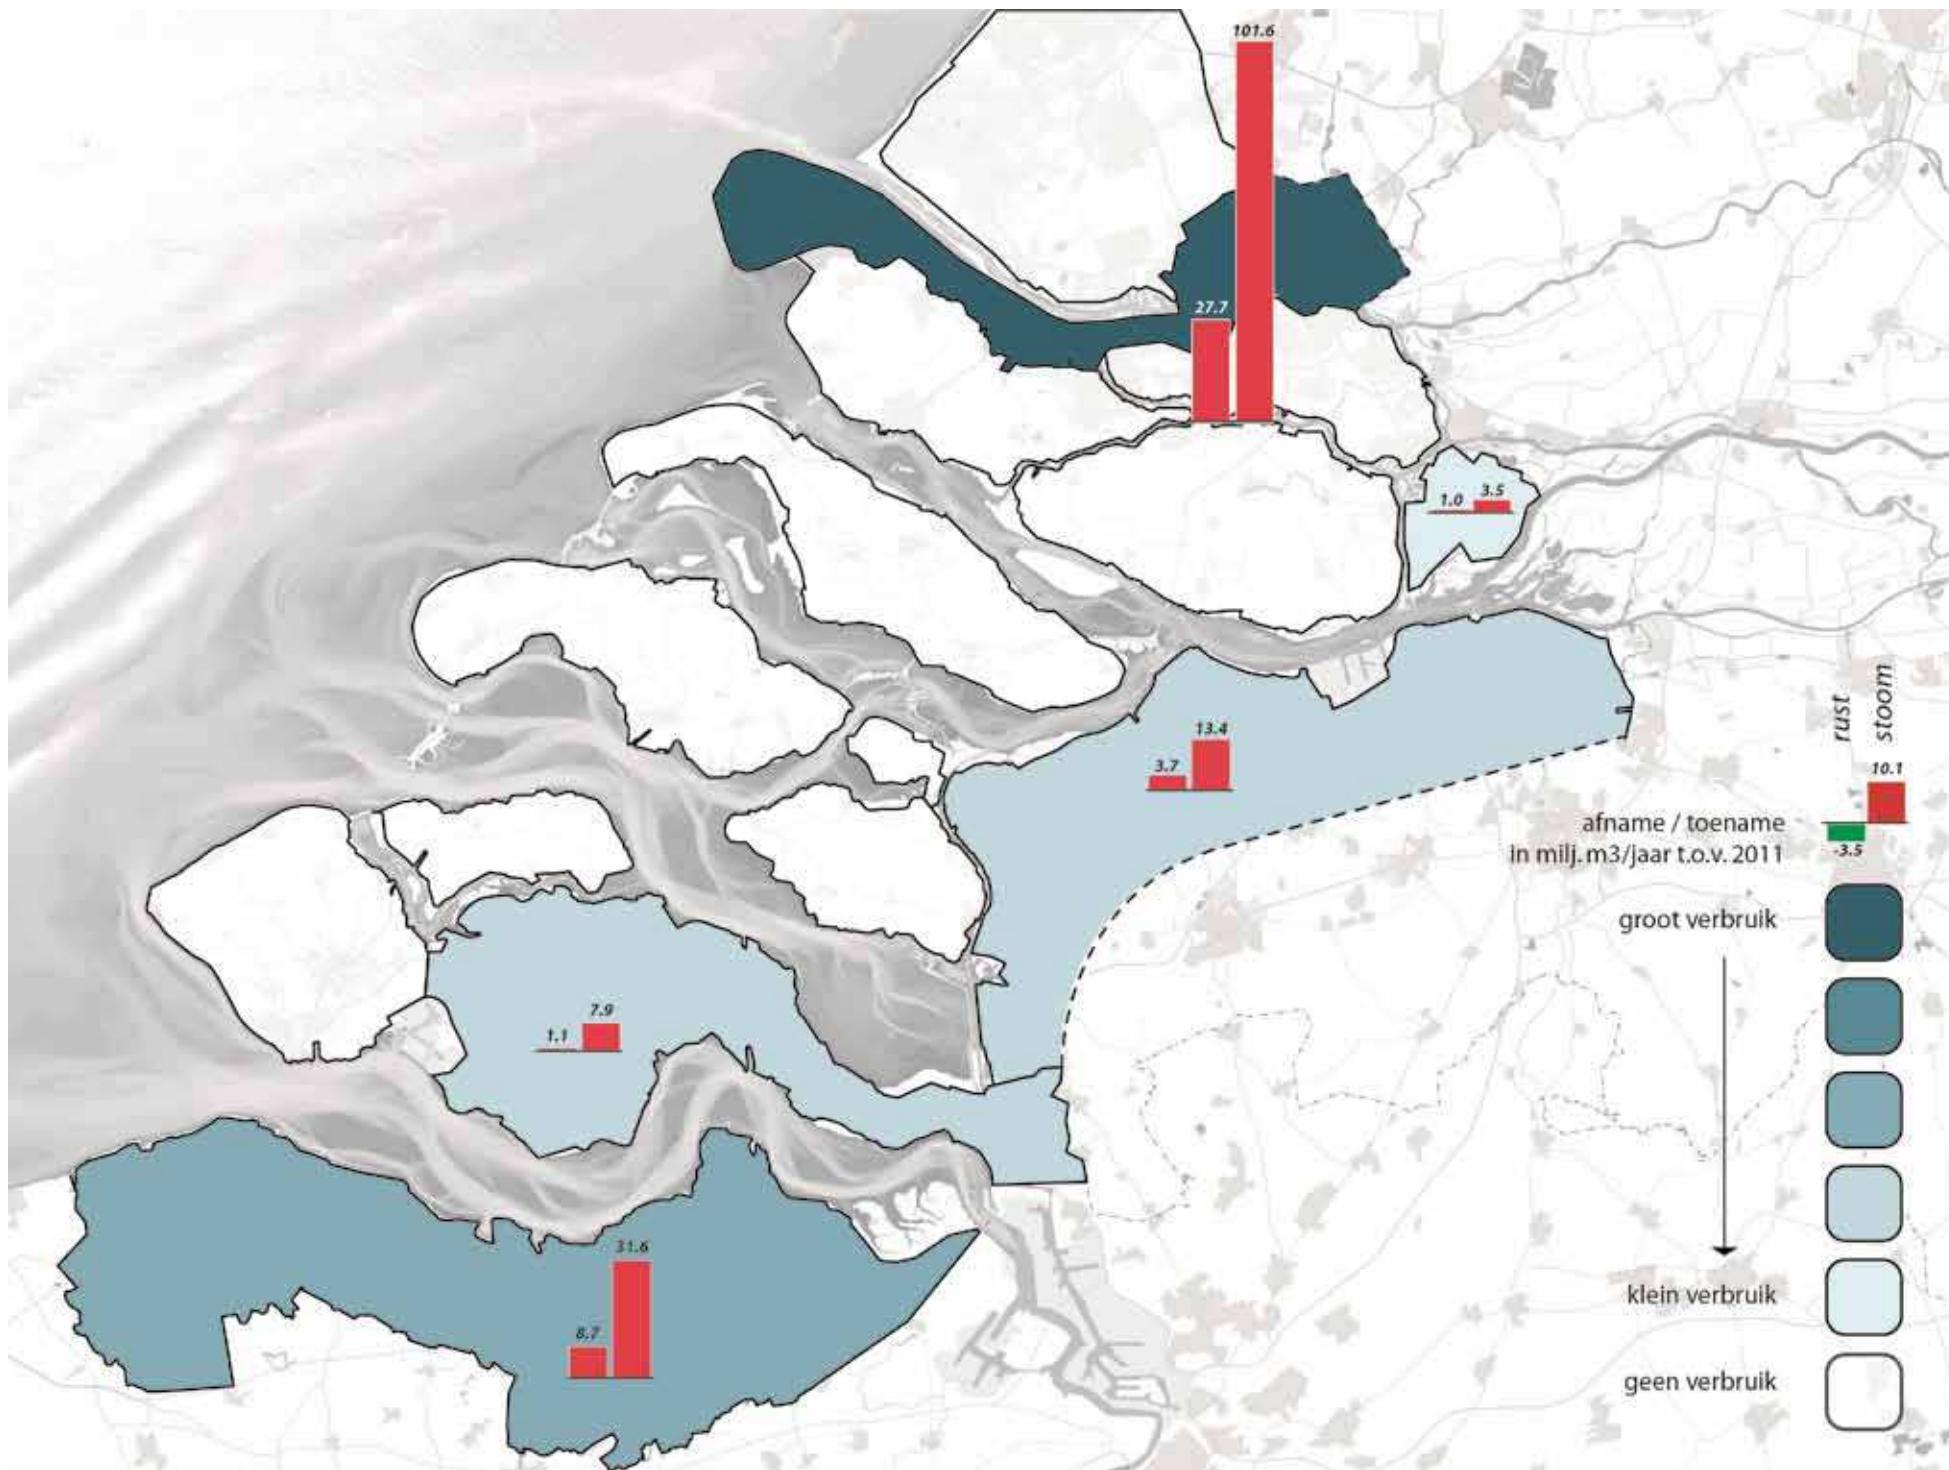 101.6
27.7
1.0
3.5
3.7
13.4
1.1
7.9
8.7
31.6
rust
stoom
10.1
afname / toename
in milj. m3/jaar t.o.v. 2011
-3.5
groot verbruik
klein verbruik
geen verbruik